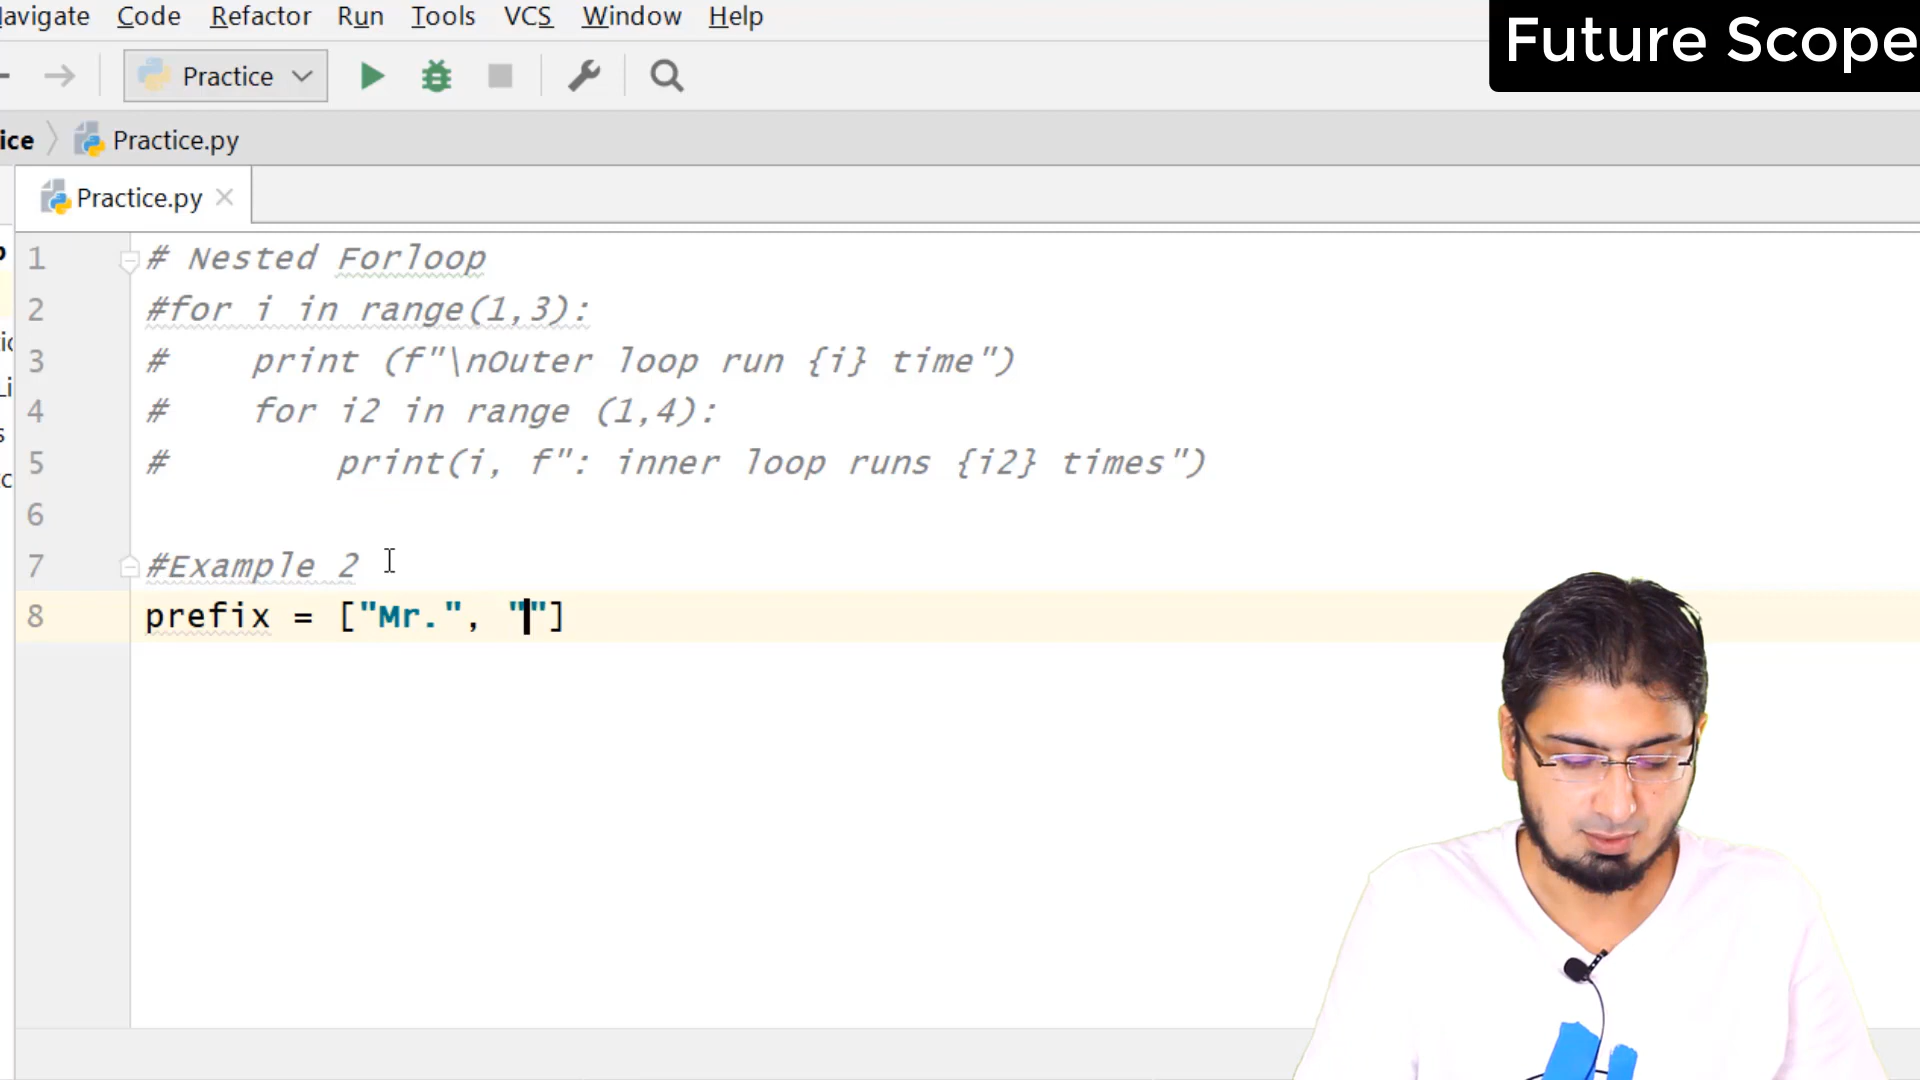 Navigate Code Refactor Run Tools VCS Window Help
Future Scope
Practice
ice Practice.py
Practice.py
1 # Nested Forloop
2 #for i in range(1,3):
3 #    print (f"\nOuter loop run {i} time")
4 #    for i2 in range (1,4):
5 #        print(i, f": inner loop runs {i2} times")
6
7 #Example 2
8 prefix = ["Mr.", ""]